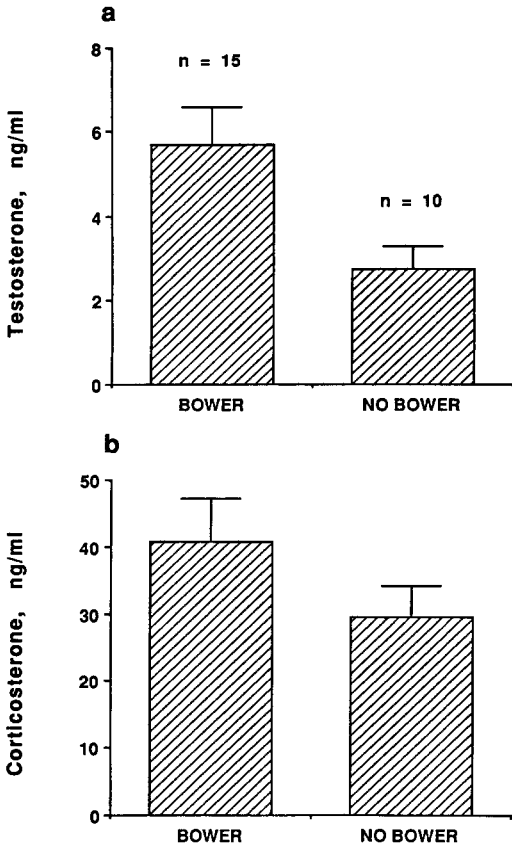 a
Testosterone, ng/ml
8
6
4
2
0
n = 15
n = 10
BOWER
NO BOWER
b
Corticosterone, ng/ml
50
40
30
20
10
0
BOWER
NO BOWER